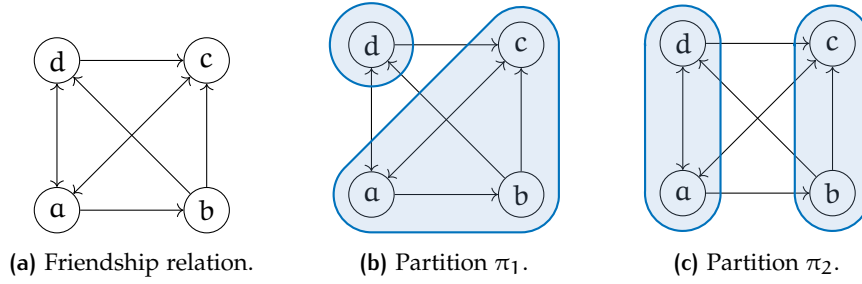 d c d c d c
a b a b a b
(a) Friendship relation. (b) Partition π₁. (c) Partition π₂.